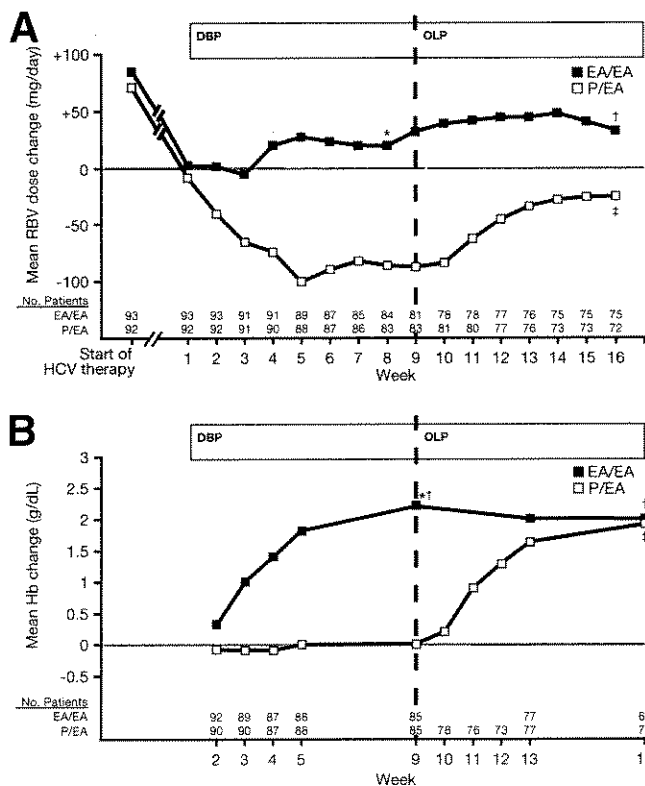 A
DBP
OLP
+100
+50
0
-50
-100
Mean RBV dose change (mg/day)
EA/EA
P/EA
*
†
‡
No. Patients
EA/EA 93 93 93 91 91 89 87 85 84 81 78 78 77 76 75 75 75
P/EA 92 92 92 91 90 88 87 86 83 83 81 80 77 76 73 73 72
Start of
HCV therapy
1 2 3 4 5 6 7 8 9 10 11 12 13 14 15 16
Week
B
DBP
OLP
3
2.5
2
1.5
1
0.5
0
-0.5
Mean Hb change (g/dL)
EA/EA
P/EA
*†
‡
No. Patients
EA/EA 92 89 87 86 85 77 6
P/EA 90 90 87 88 85 78 76 73 77 7
2 3 4 5 9 10 11 12 13 1
Week